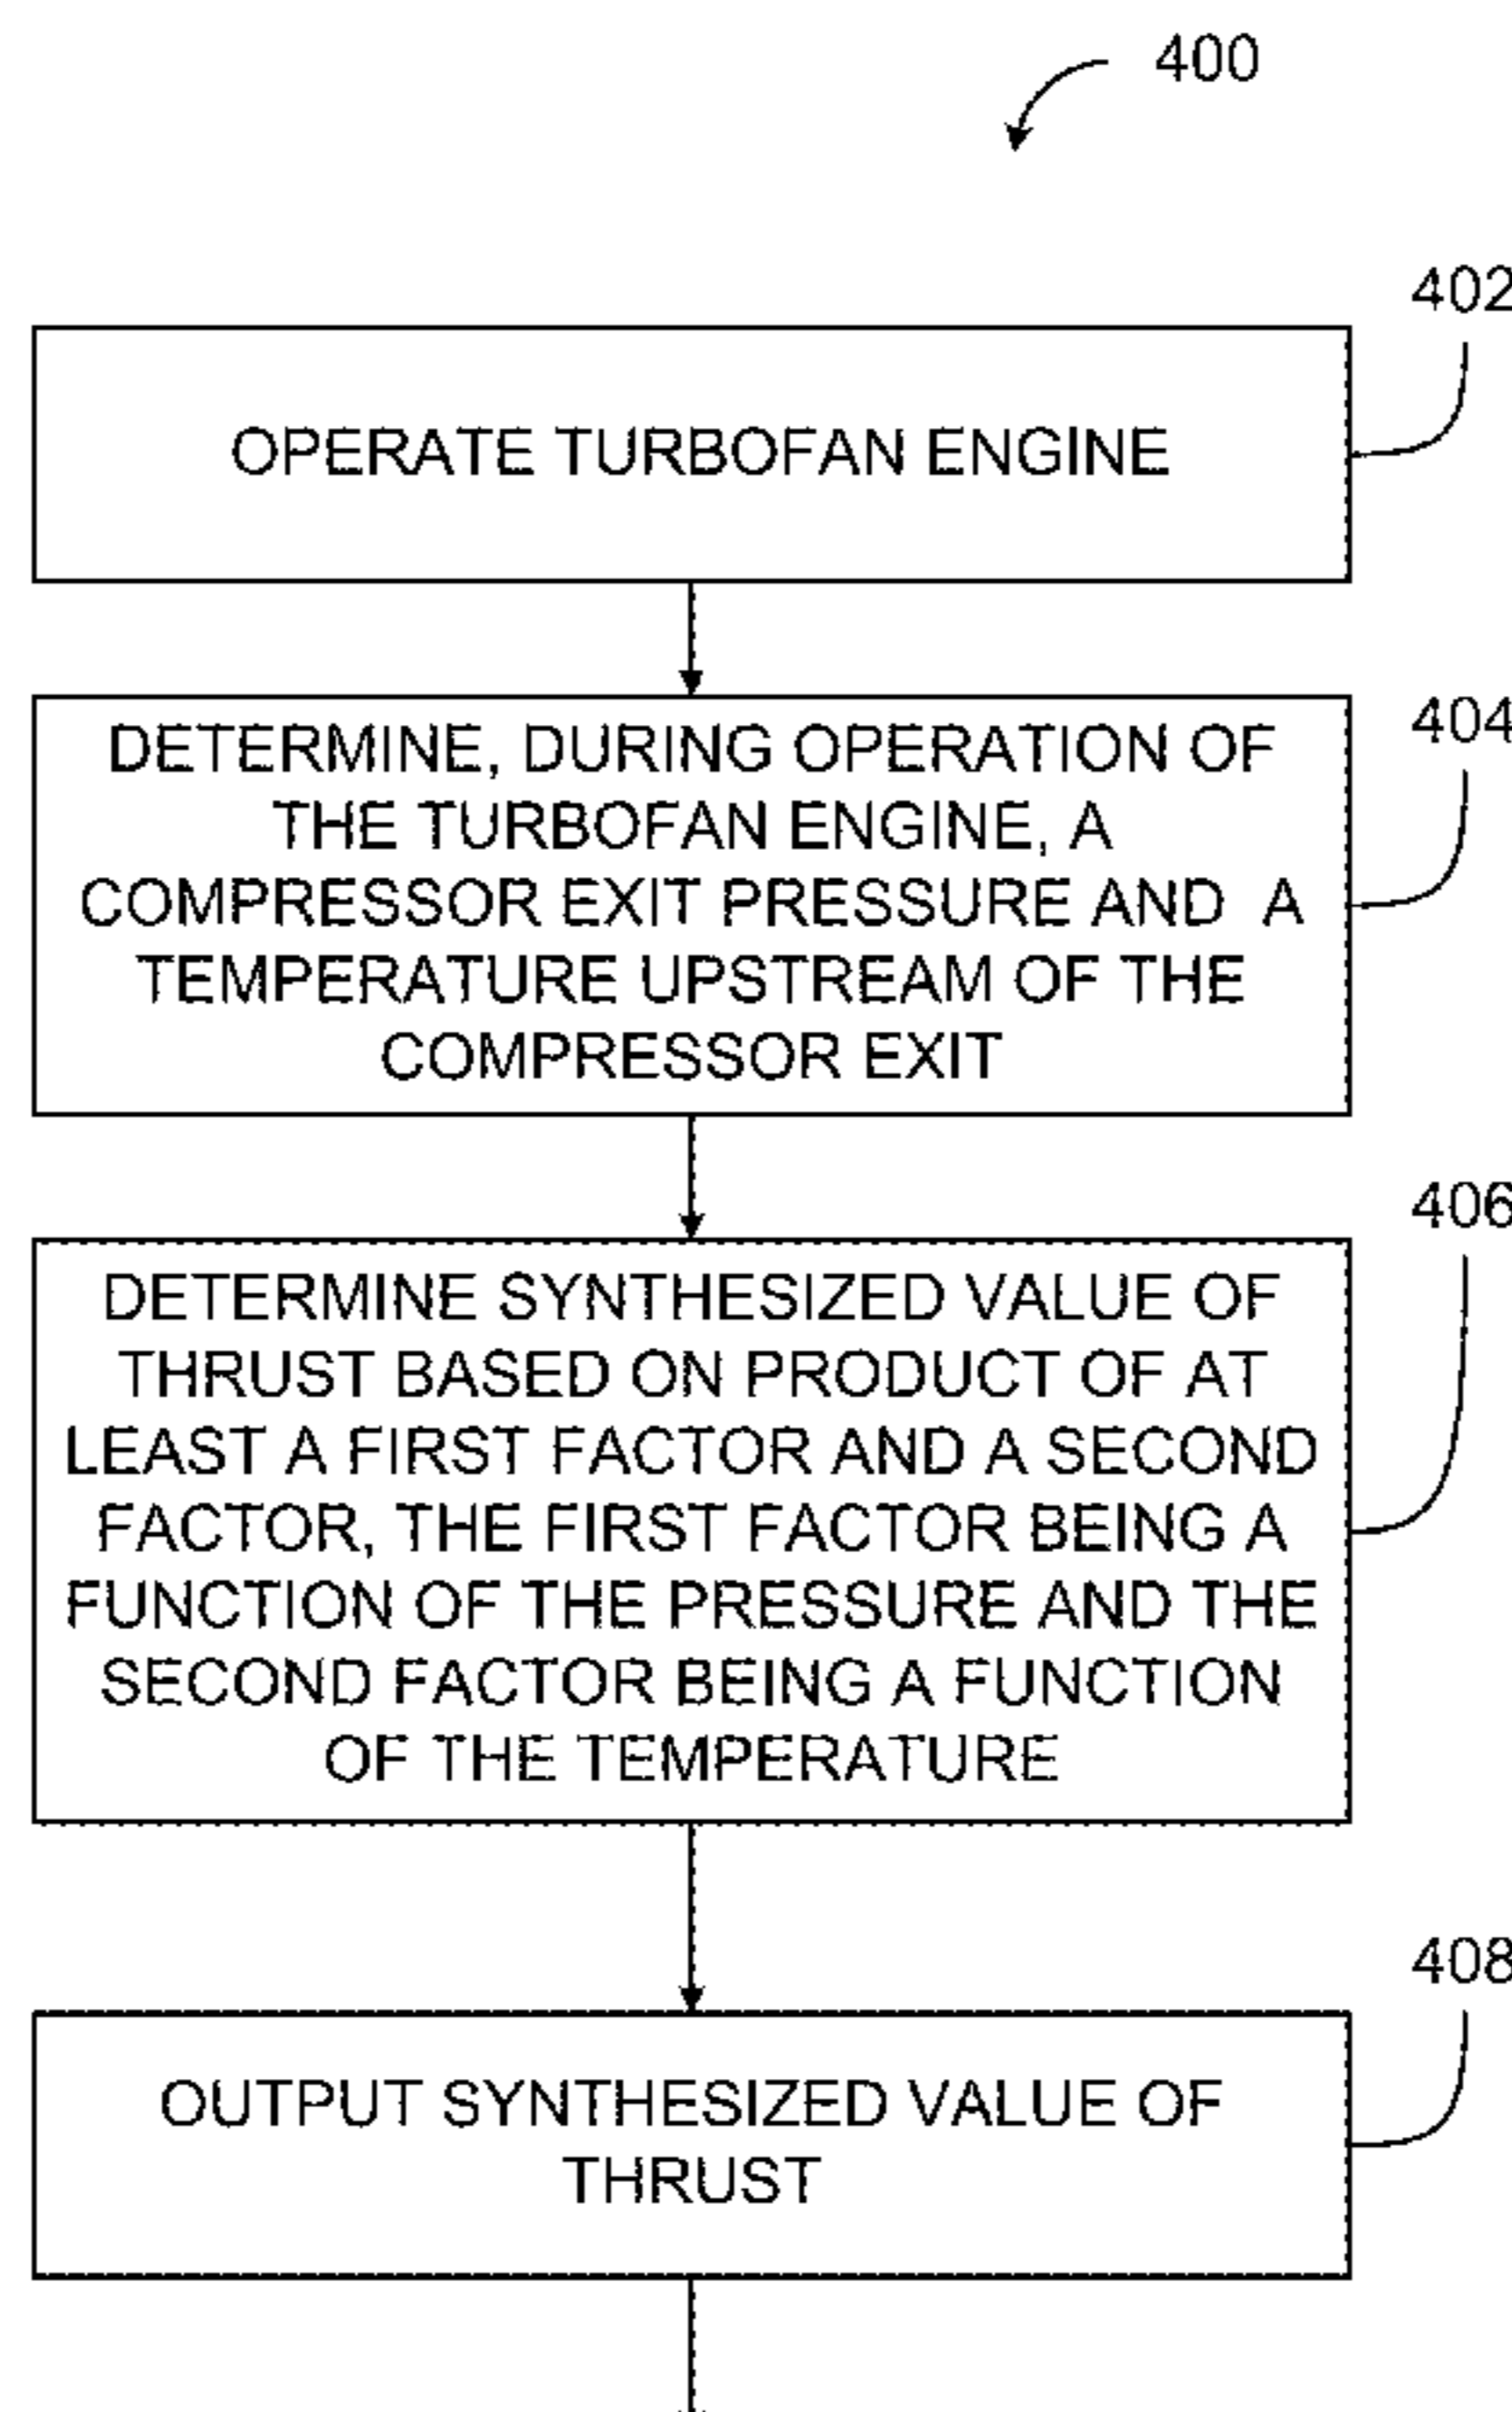 400
402
OPERATE TURBOFAN ENGINE
404
DETERMINE, DURING OPERATION OF
THE TURBOFAN ENGINE, A
COMPRESSOR EXIT PRESSURE AND A
TEMPERATURE UPSTREAM OF THE
COMPRESSOR EXIT
406
DETERMINE SYNTHESIZED VALUE OF
THRUST BASED ON PRODUCT OF AT
LEAST A FIRST FACTOR AND A SECOND
FACTOR, THE FIRST FACTOR BEING A
FUNCTION OF THE PRESSURE AND THE
SECOND FACTOR BEING A FUNCTION
OF THE TEMPERATURE
408
OUTPUT SYNTHESIZED VALUE OF
THRUST